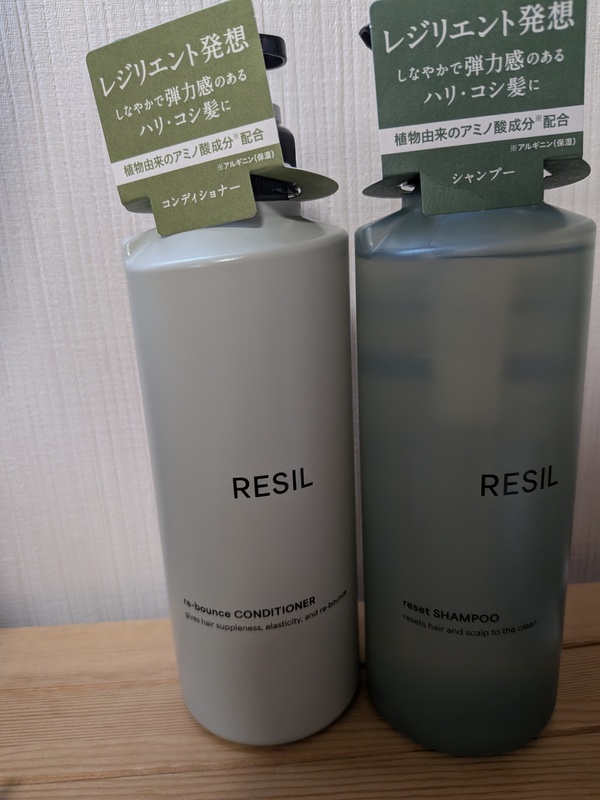 レジリエント発想
しなやかで弾力感のある
ハリ・コシ髪に
植物由来のアミノ酸成分※配合
※アルギニン(保湿)
コンディショナー
RESIL
re-bounce CONDITIONER
gives hair suppleness, elasticity, and re-bounce
レジリエント発想
しなやかで弾力感のある
ハリ・コシ髪に
植物由来のアミノ酸成分※配合
※アルギニン(保湿)
シャンプー
RESIL
reset SHAMPOO
resets hair and scalp to the clean